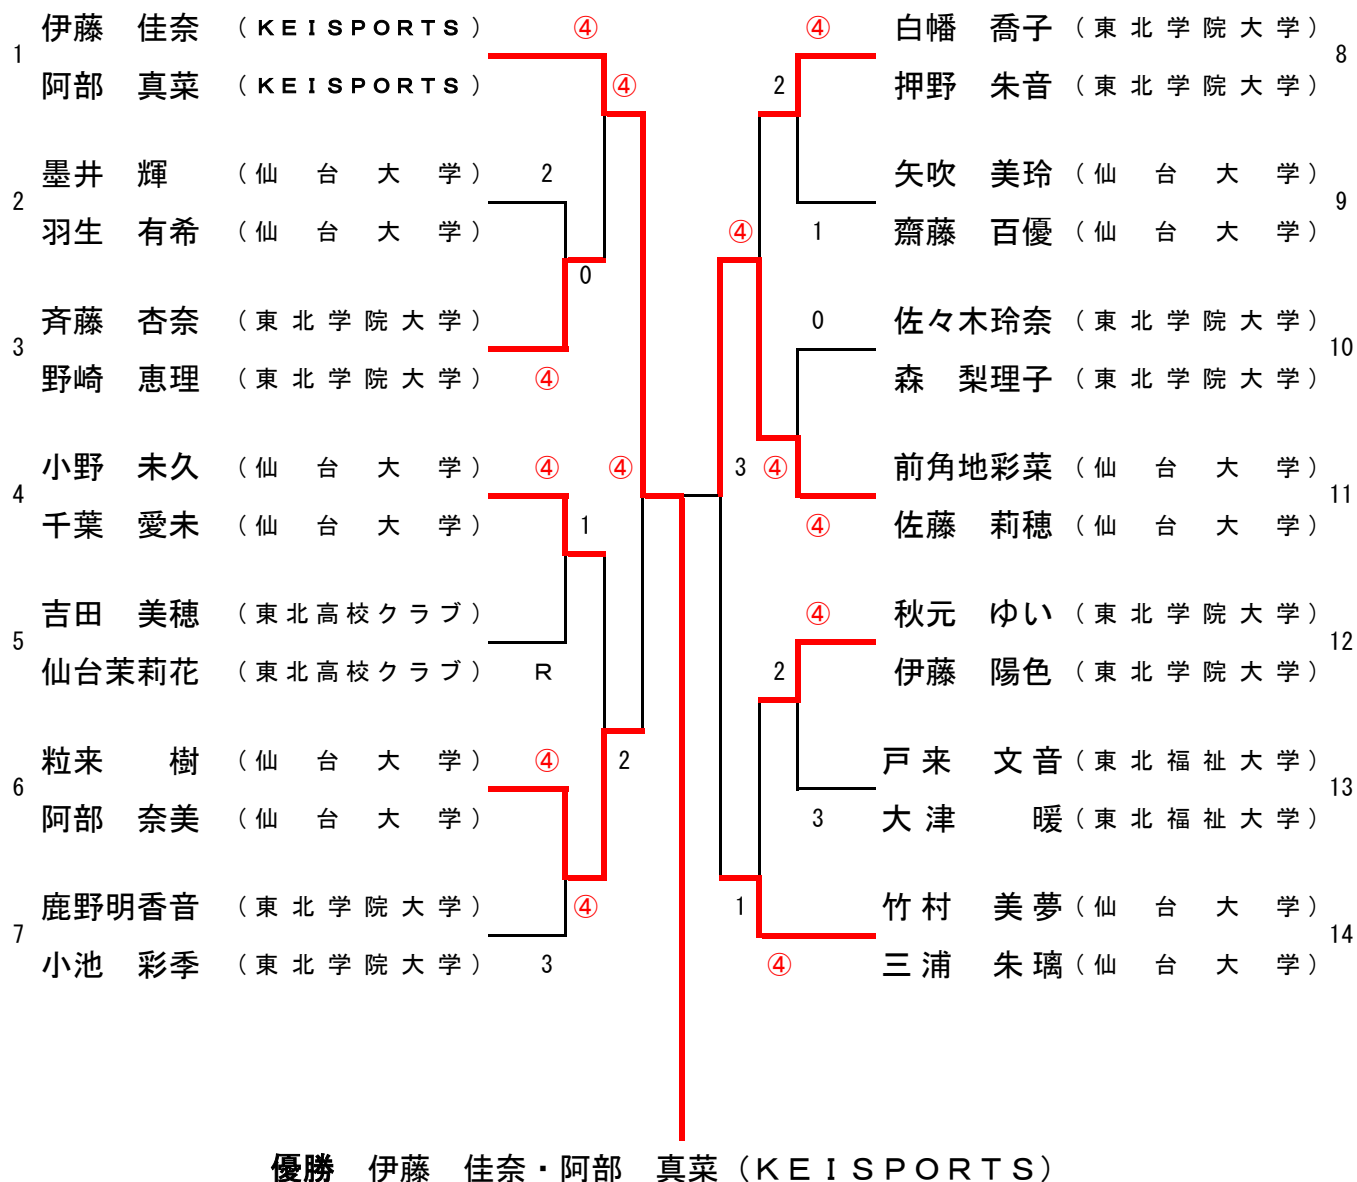 伊藤 佳奈 (KEISPORTS) ④
1
阿部 真菜 (KEISPORTS) ④
墨井 輝 (仙台大学) 2
2
羽生 有希 (仙台大学)
0
斉藤 杏奈 (東北学院大学)
3
野崎 恵理 (東北学院大学) ④
小野 未久 (仙台大学) ④ ④
4
千葉 愛未 (仙台大学) 1
吉田 美穂 (東北高校クラブ)
5
仙台茉莉花 (東北高校クラブ) R
粒来 樹 (仙台大学) ④ 2
6
阿部 奈美 (仙台大学)
鹿野明香音 (東北学院大学) ④
7
小池 彩季 (東北学院大学) 3
④ 白幡 喬子 (東北学院大学)
8
2 押野 朱音 (東北学院大学)
矢吹 美玲 (仙台大学)
9
④ 1 齋藤 百優 (仙台大学)
0 佐々木玲奈 (東北学院大学)
10
森 梨理子 (東北学院大学)
3 ④ 前角地彩菜 (仙台大学)
11
④ 佐藤 莉穂 (仙台大学)
④ 秋元 ゆい (東北学院大学)
12
2 伊藤 陽色 (東北学院大学)
戸来 文音 (東北福祉大学)
13
3 大津 暖 (東北福祉大学)
1 竹村 美夢 (仙台大学)
14
④ 三浦 朱璃 (仙台大学)
優勝 伊藤 佳奈・阿部 真菜 (KEISPORTS)